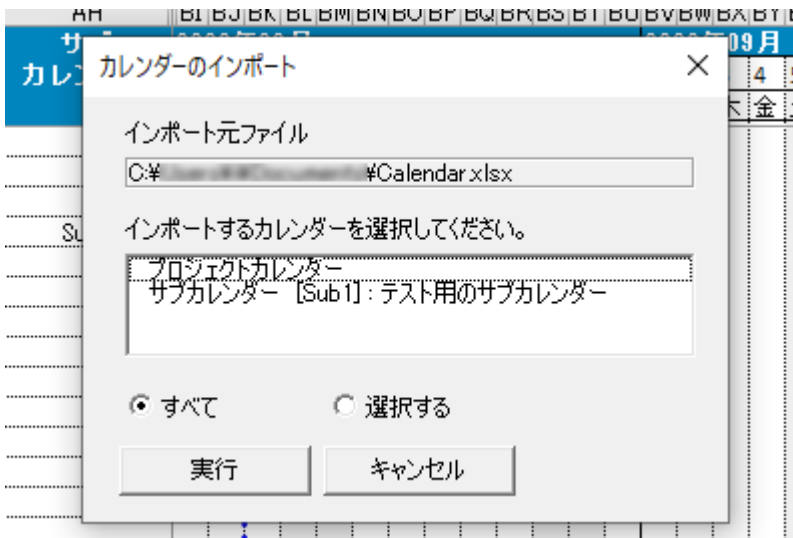 AH BI BJ BK BL BM BN BO BP BQ BR BS BT BU BV BW BX BY
09月
カレン
4
木 金
カレンダーのインポート
インポート元ファイル
C:¥ ¥Calendar.xlsx
インポートするカレンダーを選択してください。
プロジェクトカレンダー
サブカレンダー [Sub1]:テスト用のサブカレンダー
すべて
選択する
実行
キャンセル